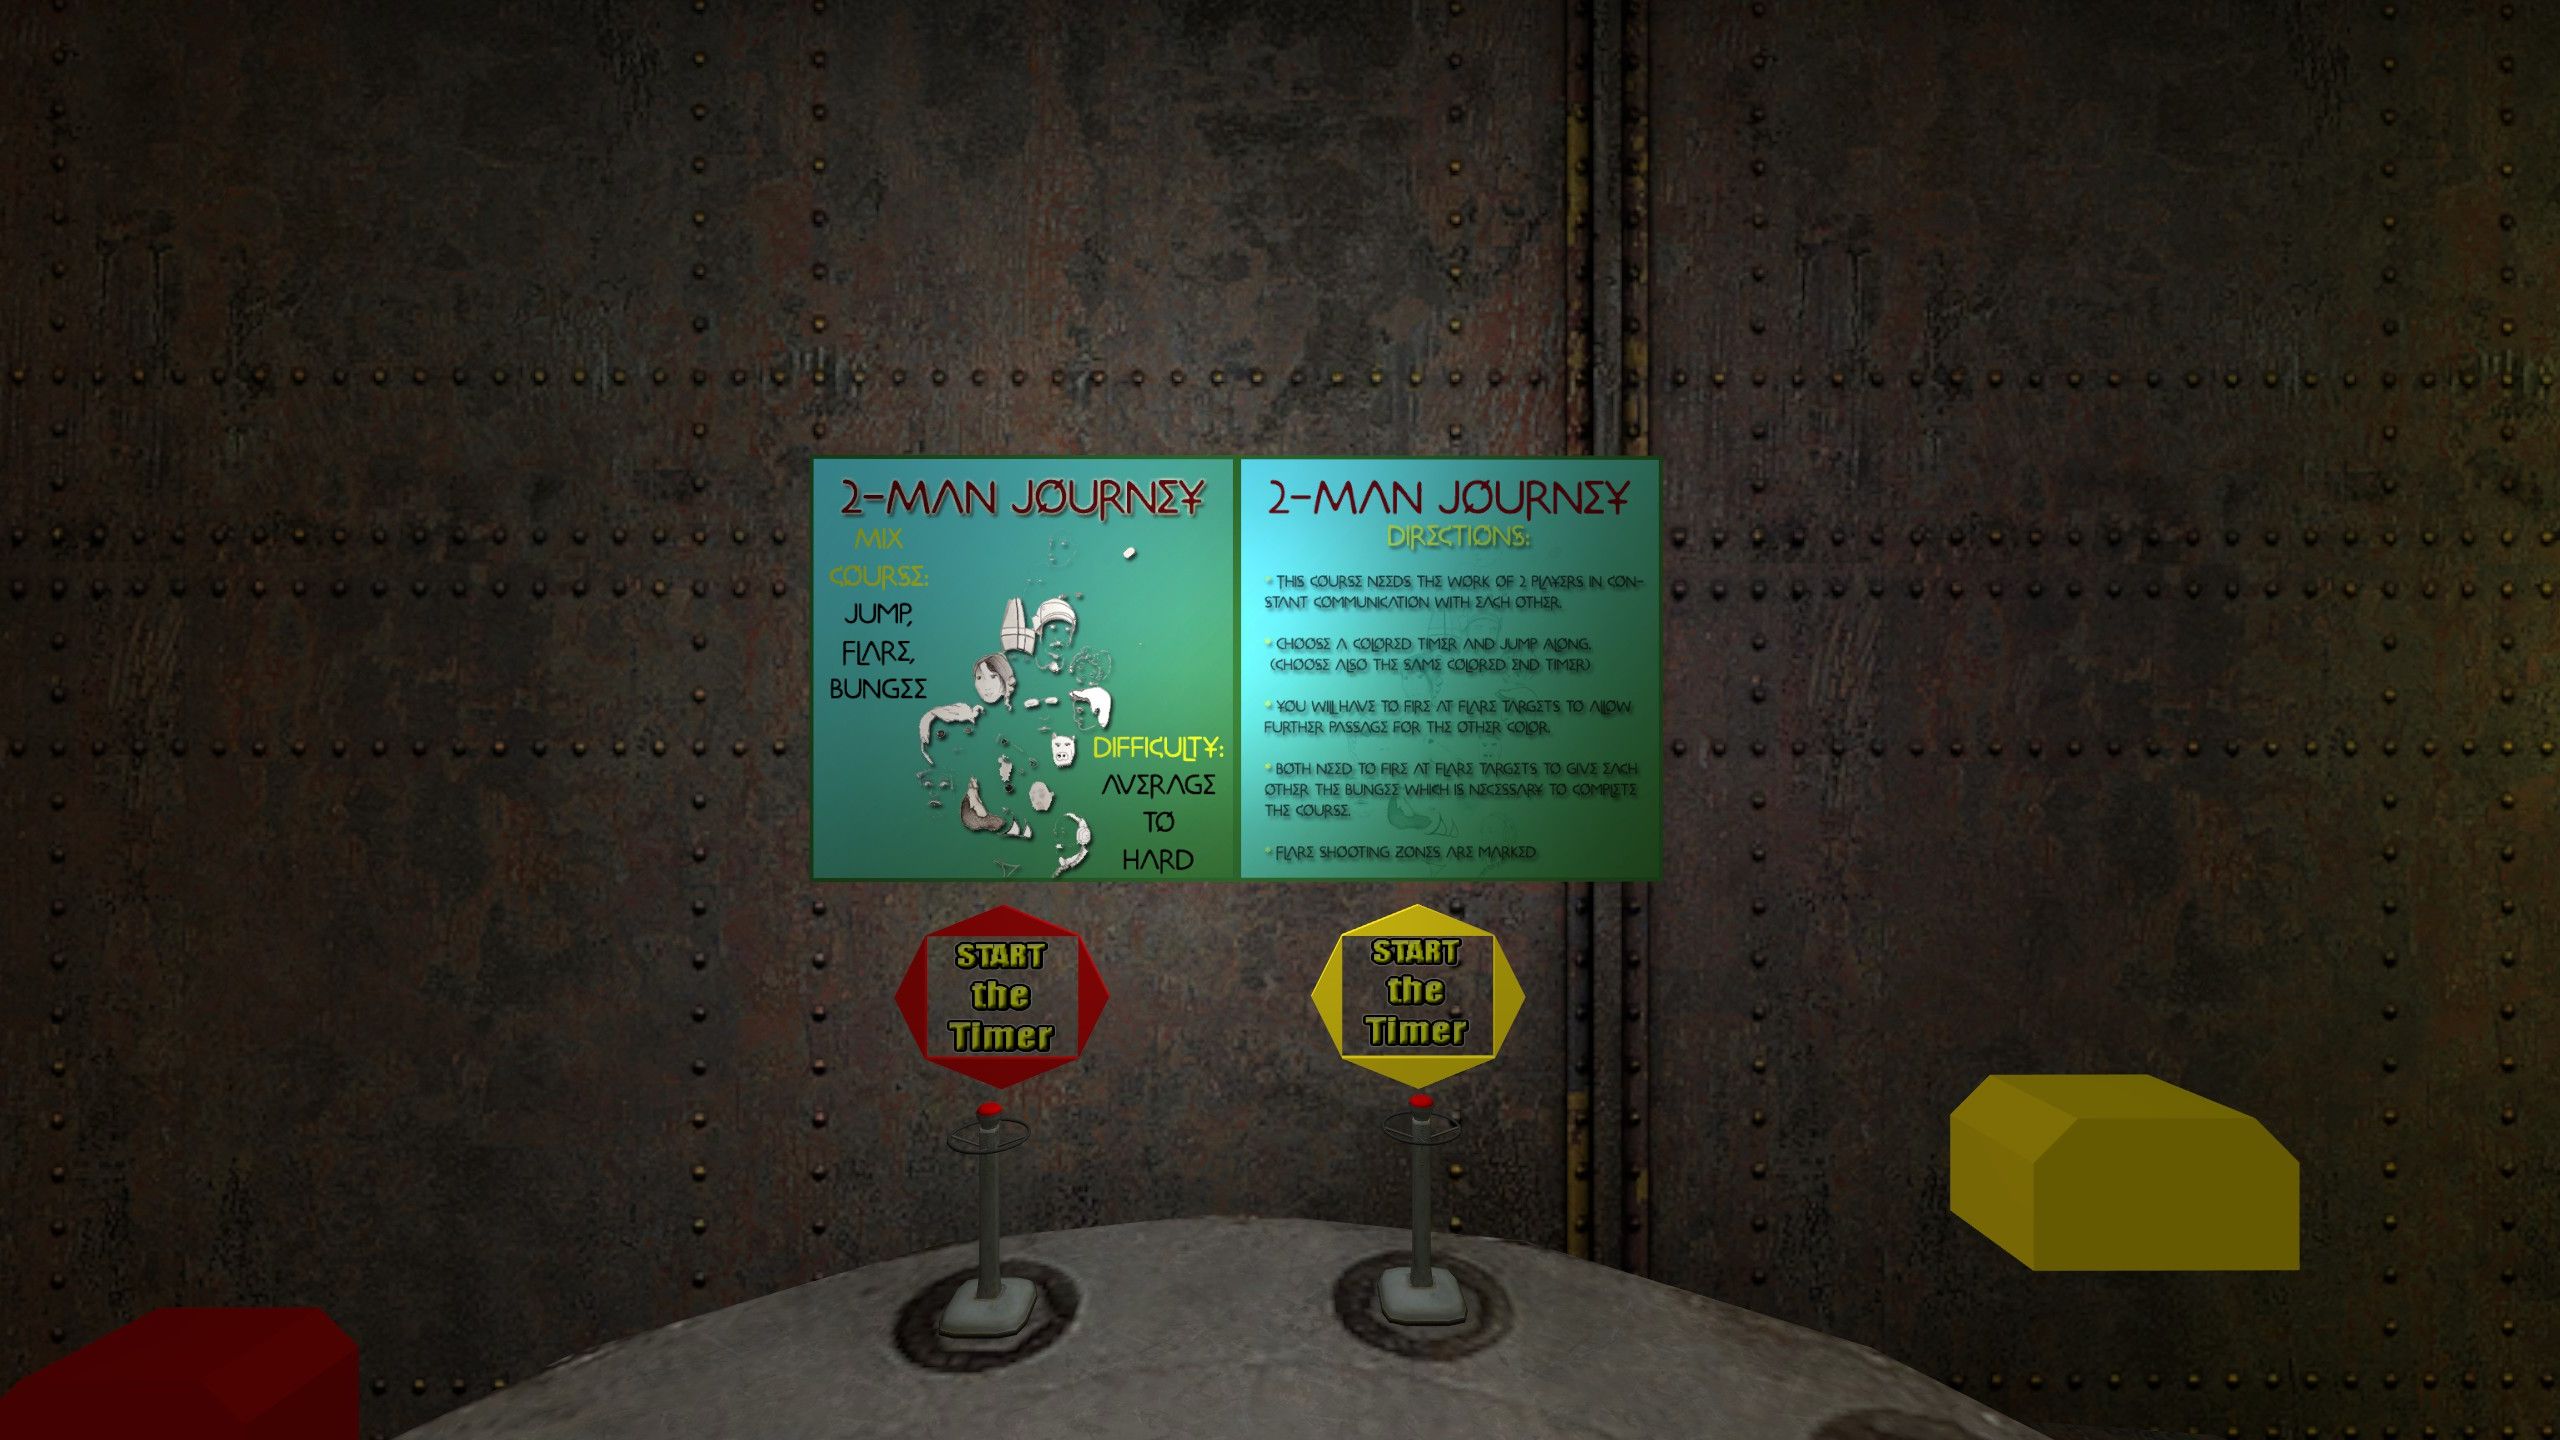 2-MAN JOURNEY
MIX
COURSE:
JUMP,
FLARE,
BUNGEE
DIFFICULTY:
AVERAGE
TO
HARD
2-MAN JOURNEY
DIRECTIONS:
• THIS COURSE NEEDS THE WORK OF 2 PLAYERS IN CON-
STANT COMMUNICATION WITH EACH OTHER.
• CHOOSE A COLORED TIMER AND JUMP ALONG.
(CHOOSE ALSO THE SAME COLORED END TIMER)
• YOU WILL HAVE TO FIRE AT FLARE TARGETS TO ALLOW
FURTHER PASSAGE FOR THE OTHER COLOR.
• BOTH NEED TO FIRE AT FLARE TARGETS TO GIVE EACH
OTHER THE BUNGEE WHICH IS NECESSARY TO COMPLETE
THE COURSE.
• FLARE SHOOTING ZONES ARE MARKED
START
the
Timer
START
the
Timer